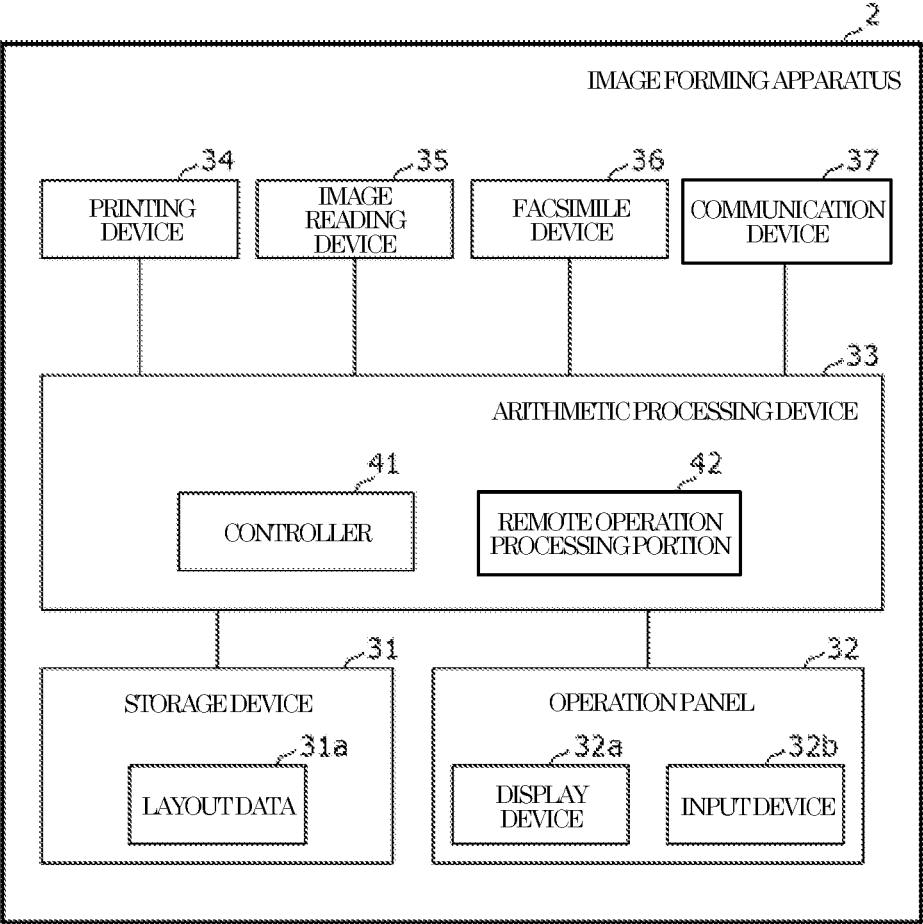 2
IMAGE FORMING APPARATUS
34
35
36
37
PRINTING
DEVICE
IMAGE
READING
DEVICE
FACSIMILE
DEVICE
COMMUNICATION
DEVICE
33
ARITHMETIC PROCESSING DEVICE
41
42
CONTROLLER
REMOTE OPERATION
PROCESSING PORTION
31
32
STORAGE DEVICE
OPERATION PANEL
31a
32a
32b
LAYOUT DATA
DISPLAY
DEVICE
INPUT DEVICE